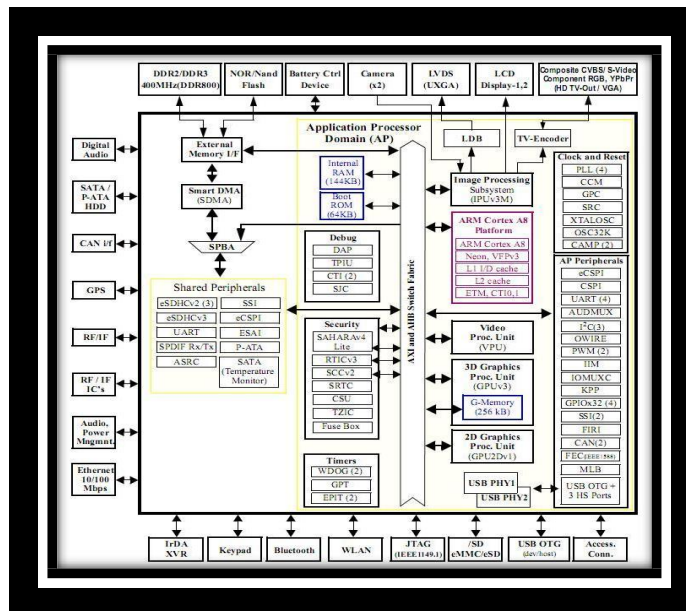 DDR2/DDR3
400MHz(DDR800)
NOR/Nand
Flash
Battery Ctrl
Device
Camera
(x2)
LVDS
(UXGA)
LCD
Display-1,2
Composite CVBS/ S-Video
Component RGB, YPbPr
(HD TV-Out / VGA)
Digital
Audio
SATA /
P-ATA
HDD
CAN i/f
GPS
RF/IF
RF / IF
IC's
Audio,
Power
Mngmnt.
Ethernet
10/100
Mbps
External
Memory I/F
Smart DMA
(SDMA)
SPBA
Shared Peripherals
eSDHCv2 (3)
SSI
eSDHCv3
eCSPI
UART
ESAI
SPDIF Rx/Tx
P-ATA
ASRC
SATA
(Temperature
Monitor)
Application Processor
Domain (AP)
Internal
RAM
(144KB)
Boot
ROM
(64KB)
Debug
DAP
TPIU
CTI (2)
SJC
Security
SAHARAv4
Lite
RTICv3
SCCv2
SRTC
CSU
TZIC
Fuse Box
Timers
WDOG (2)
GPT
EPIT (2)
AXI and AHB Switch Fabric
LDB
TV-Encoder
Image Processing
Subsystem
(IPUv3M)
ARM Cortex A8
Platform
ARM Cortex A8
Neon, VFPv3
L1 I/D cache
L2 cache
ETM, CTI0,1
Video
Proc. Unit
(VPU)
3D Graphics
Proc. Unit
(GPUv3)
G-Memory
(256 kB)
2D Graphics
Proc. Unit
(GPU2Dv1)
USB PHY1
USB PHY2
Clock and Reset
PLL (4)
CCM
GPC
SRC
XTALOSC
OSC32K
CAMP (2)
AP Peripherals
eCSPI
CSPI
UART (4)
AUDMUX
I²C(3)
OWIRE
PWM (2)
IIM
IOMUXC
KPP
GPIOx32 (4)
SSI(2)
FIRI
CAN(2)
FEC(IEEE1588)
MLB
USB OTG +
3 HS Ports
IrDA
XVR
Keypad
Bluetooth
WLAN
JTAG
(IEEE1149.1)
/SD
eMMC/eSD
USB OTG
(dev/host)
Access.
Conn.